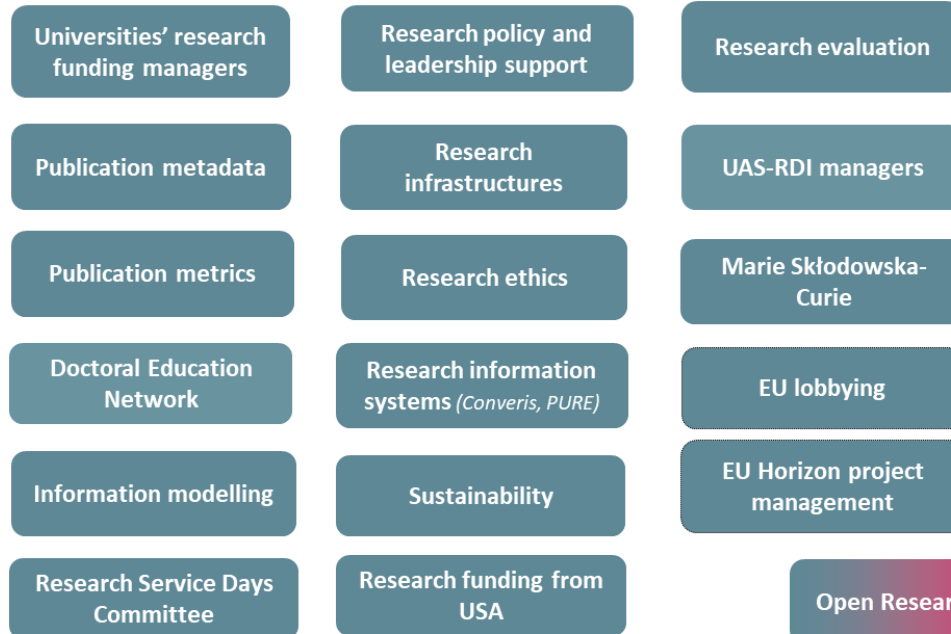 Universities' research
funding managers
Research policy and
leadership support
Research evaluation
Publication metadata
Research
infrastructures
UAS-RDI managers
Publication metrics
Research ethics
Marie Skłodowska-
Curie
Doctoral Education
Network
Research information
systems (Converis, PURE)
EU lobbying
Information modelling
Sustainability
EU Horizon project
management
Research Service Days
Committee
Research funding from
USA
Open